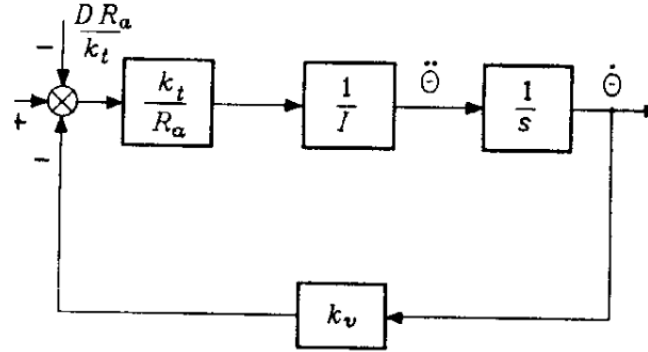 − D R_a
k_t
+
−
k_t
R_a
1
I
Θ̈
1
s
Θ̇
k_v